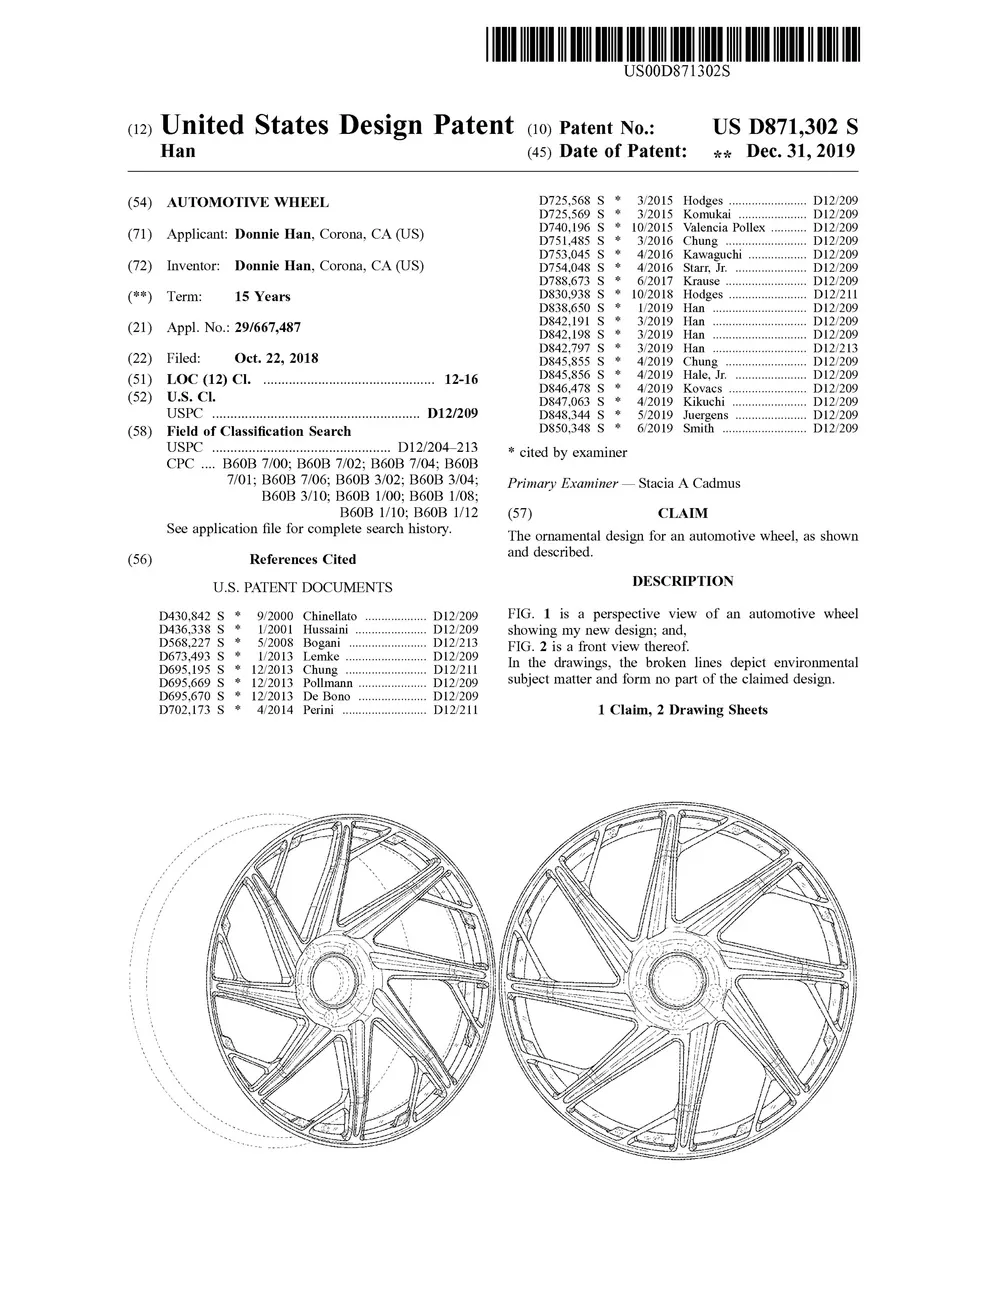 US00D871302S
(12) United States Design Patent
Han
(10) Patent No.: US D871,302 S
(45) Date of Patent: ** Dec. 31, 2019
(54) AUTOMOTIVE WHEEL
(71) Applicant: Donnie Han, Corona, CA (US)
(72) Inventor: Donnie Han, Corona, CA (US)
(**) Term: 15 Years
(21) Appl. No.: 29/667,487
(22) Filed: Oct. 22, 2018
(51) LOC (12) Cl. ............................................... 12-16
(52) U.S. Cl.
USPC ......................................................... D12/209
(58) Field of Classification Search
USPC ................................................. D12/204–213
CPC .... B60B 7/00; B60B 7/02; B60B 7/04; B60B
7/01; B60B 7/06; B60B 3/02; B60B 3/04;
B60B 3/10; B60B 1/00; B60B 1/08;
B60B 1/10; B60B 1/12
See application file for complete search history.
(56) References Cited
U.S. PATENT DOCUMENTS
D430,842 S * 9/2000 Chinellato ................... D12/209
D436,338 S * 1/2001 Hussaini ...................... D12/209
D568,227 S * 5/2008 Bogani ........................ D12/213
D673,493 S * 1/2013 Lemke ......................... D12/209
D695,195 S * 12/2013 Chung ......................... D12/211
D695,669 S * 12/2013 Pollmann ..................... D12/209
D695,670 S * 12/2013 De Bono ..................... D12/209
D702,173 S * 4/2014 Perini .......................... D12/211
D725,568 S * 3/2015 Hodges ........................ D12/209
D725,569 S * 3/2015 Komukai ..................... D12/209
D740,196 S * 10/2015 Valencia Pollex ........... D12/209
D751,485 S * 3/2016 Chung ......................... D12/209
D753,045 S * 4/2016 Kawaguchi .................. D12/209
D754,048 S * 4/2016 Starr, Jr. ...................... D12/209
D788,673 S * 6/2017 Krause ......................... D12/209
D830,938 S * 10/2018 Hodges ........................ D12/211
D838,650 S * 1/2019 Han ............................. D12/209
D842,191 S * 3/2019 Han ............................. D12/209
D842,198 S * 3/2019 Han ............................. D12/209
D842,797 S * 3/2019 Han ............................. D12/213
D845,855 S * 4/2019 Chung ......................... D12/209
D845,856 S * 4/2019 Hale, Jr. ...................... D12/209
D846,478 S * 4/2019 Kovacs ........................ D12/209
D847,063 S * 4/2019 Kikuchi ....................... D12/209
D848,344 S * 5/2019 Juergens ...................... D12/209
D850,348 S * 6/2019 Smith .......................... D12/209
* cited by examiner
Primary Examiner — Stacia A Cadmus
(57) CLAIM
The ornamental design for an automotive wheel, as shown
and described.
DESCRIPTION
FIG. 1 is a perspective view of an automotive wheel
showing my new design; and,
FIG. 2 is a front view thereof.
In the drawings, the broken lines depict environmental
subject matter and form no part of the claimed design.
1 Claim, 2 Drawing Sheets